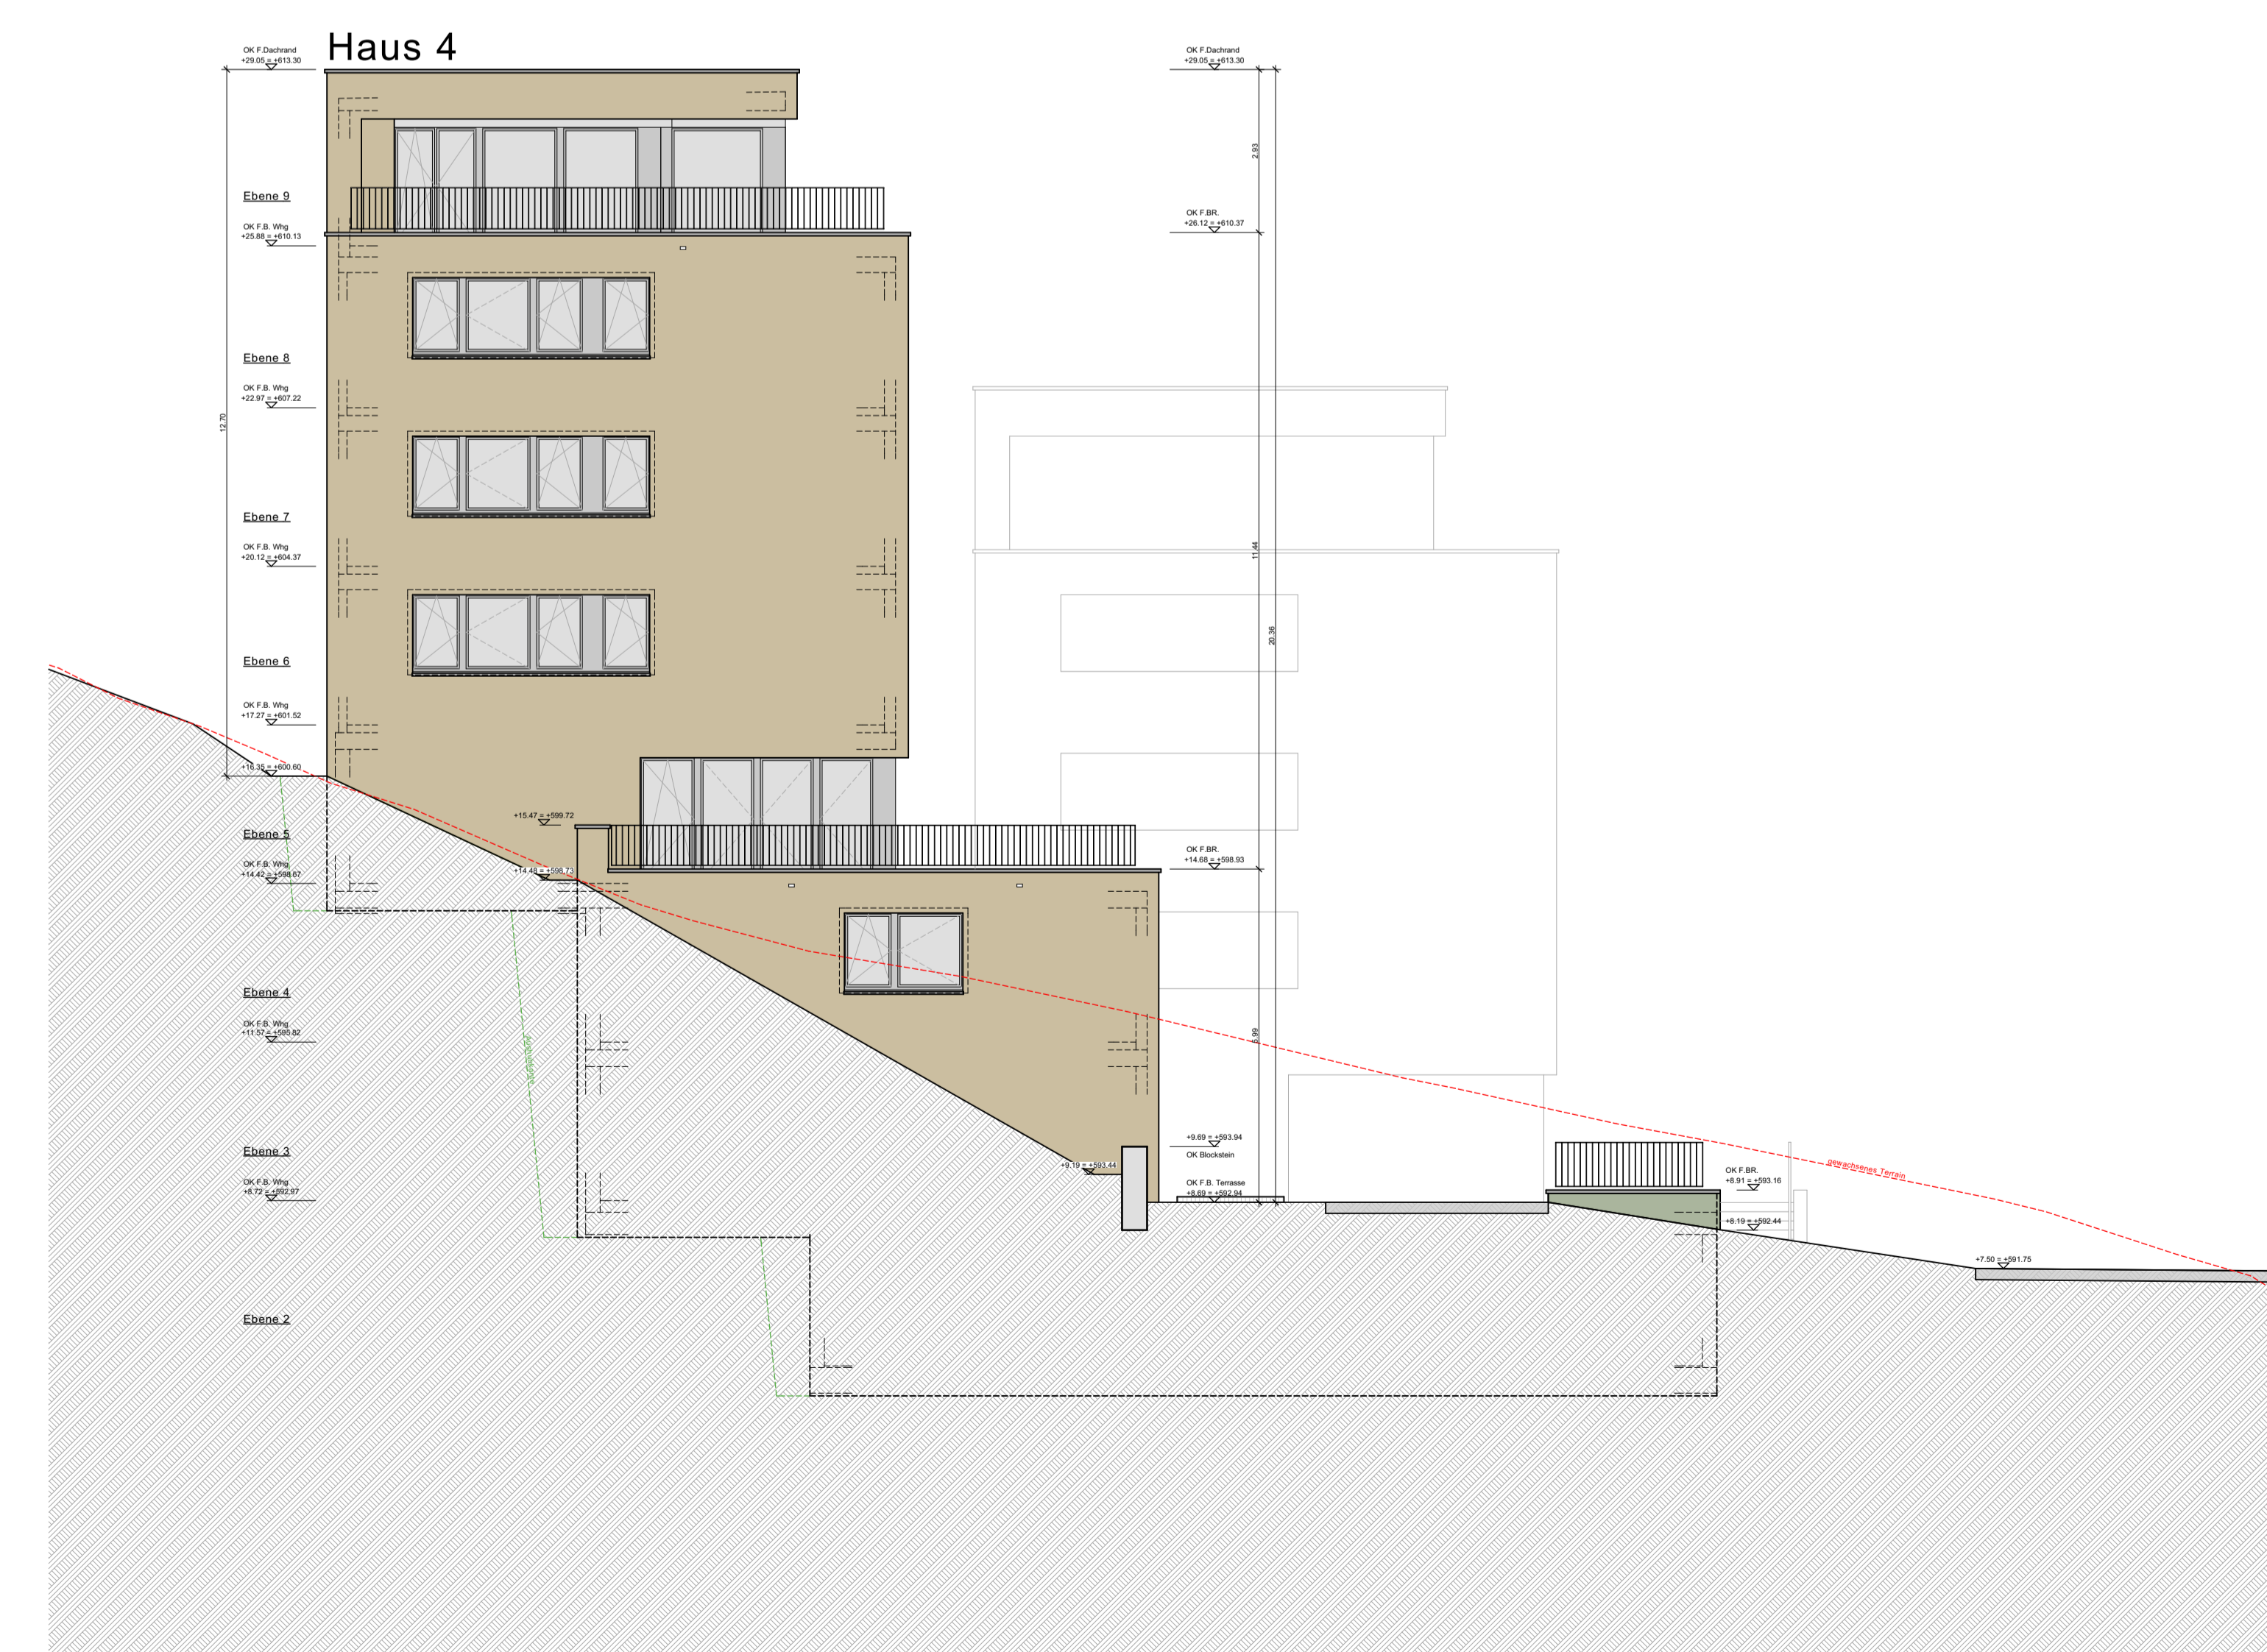 Haus 4
OK F.Dachrand
+29.05 = +613.30
OK F.Dachrand
+29.05 = +613.30
2.93
Ebene 9
OK F.B. Whg
+25.88 = +610.13
OK F.BR.
+26.12 = +610.37
Ebene 8
OK F.B. Whg
+22.97 = +607.22
12.70
Ebene 7
OK F.B. Whg
+20.12 = +604.37
11.44
20.36
Ebene 6
OK F.B. Whg
+17.27 = +601.52
+16.35 = +600.60
+15.47 = +599.72
Ebene 5
OK F.BR.
+14.68 = +598.93
OK F.B. Whg
+14.42 = +598.67
+14.48 = +598.73
Ebene 4
OK F.B. Whg
+11.57 = +595.82
5.99
+9.69 = +593.94
OK Blockstein
Ebene 3
+9.19 = +593.44
gewachsenes Terrain
OK F.BR.
+8.91 = +593.16
OK F.B. Whg
+8.72 = +592.97
OK F.B. Terrasse
+8.69 = +592.94
+8.19 = +592.44
+7.50 = +591.75
Ebene 2